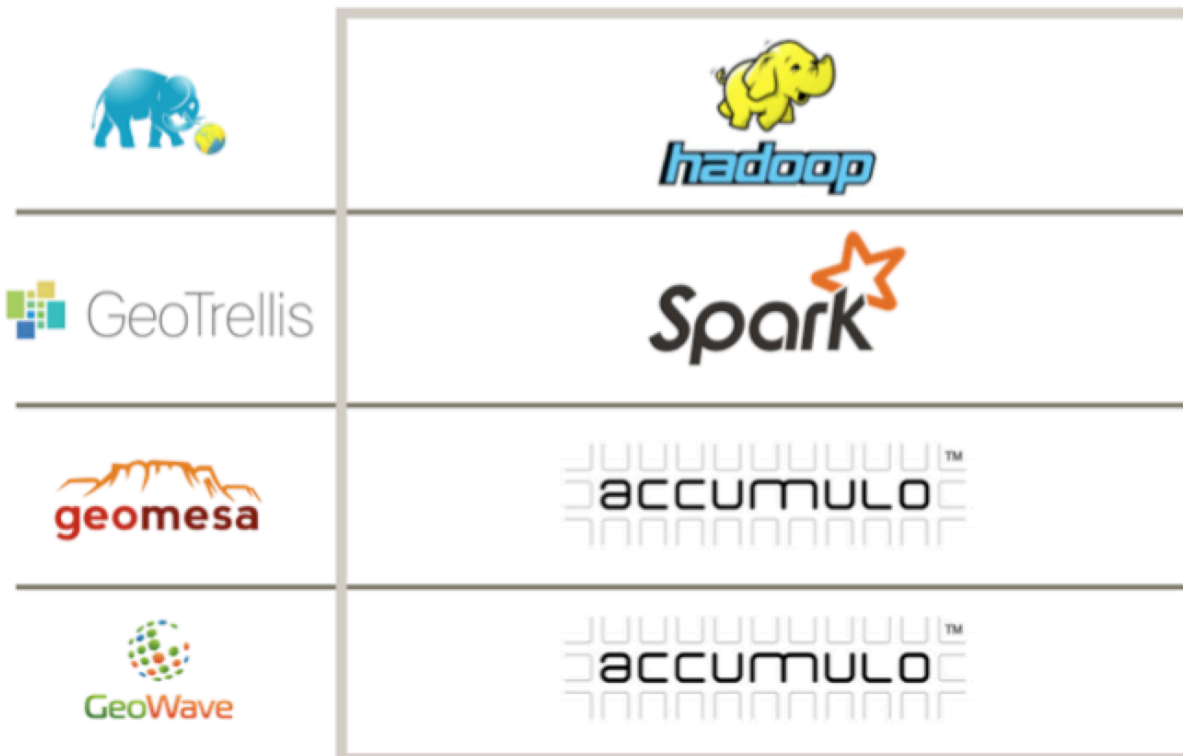 hadoop
GeoTrellis
Spark
geomesa
accumulo TM
GeoWave
accumulo TM